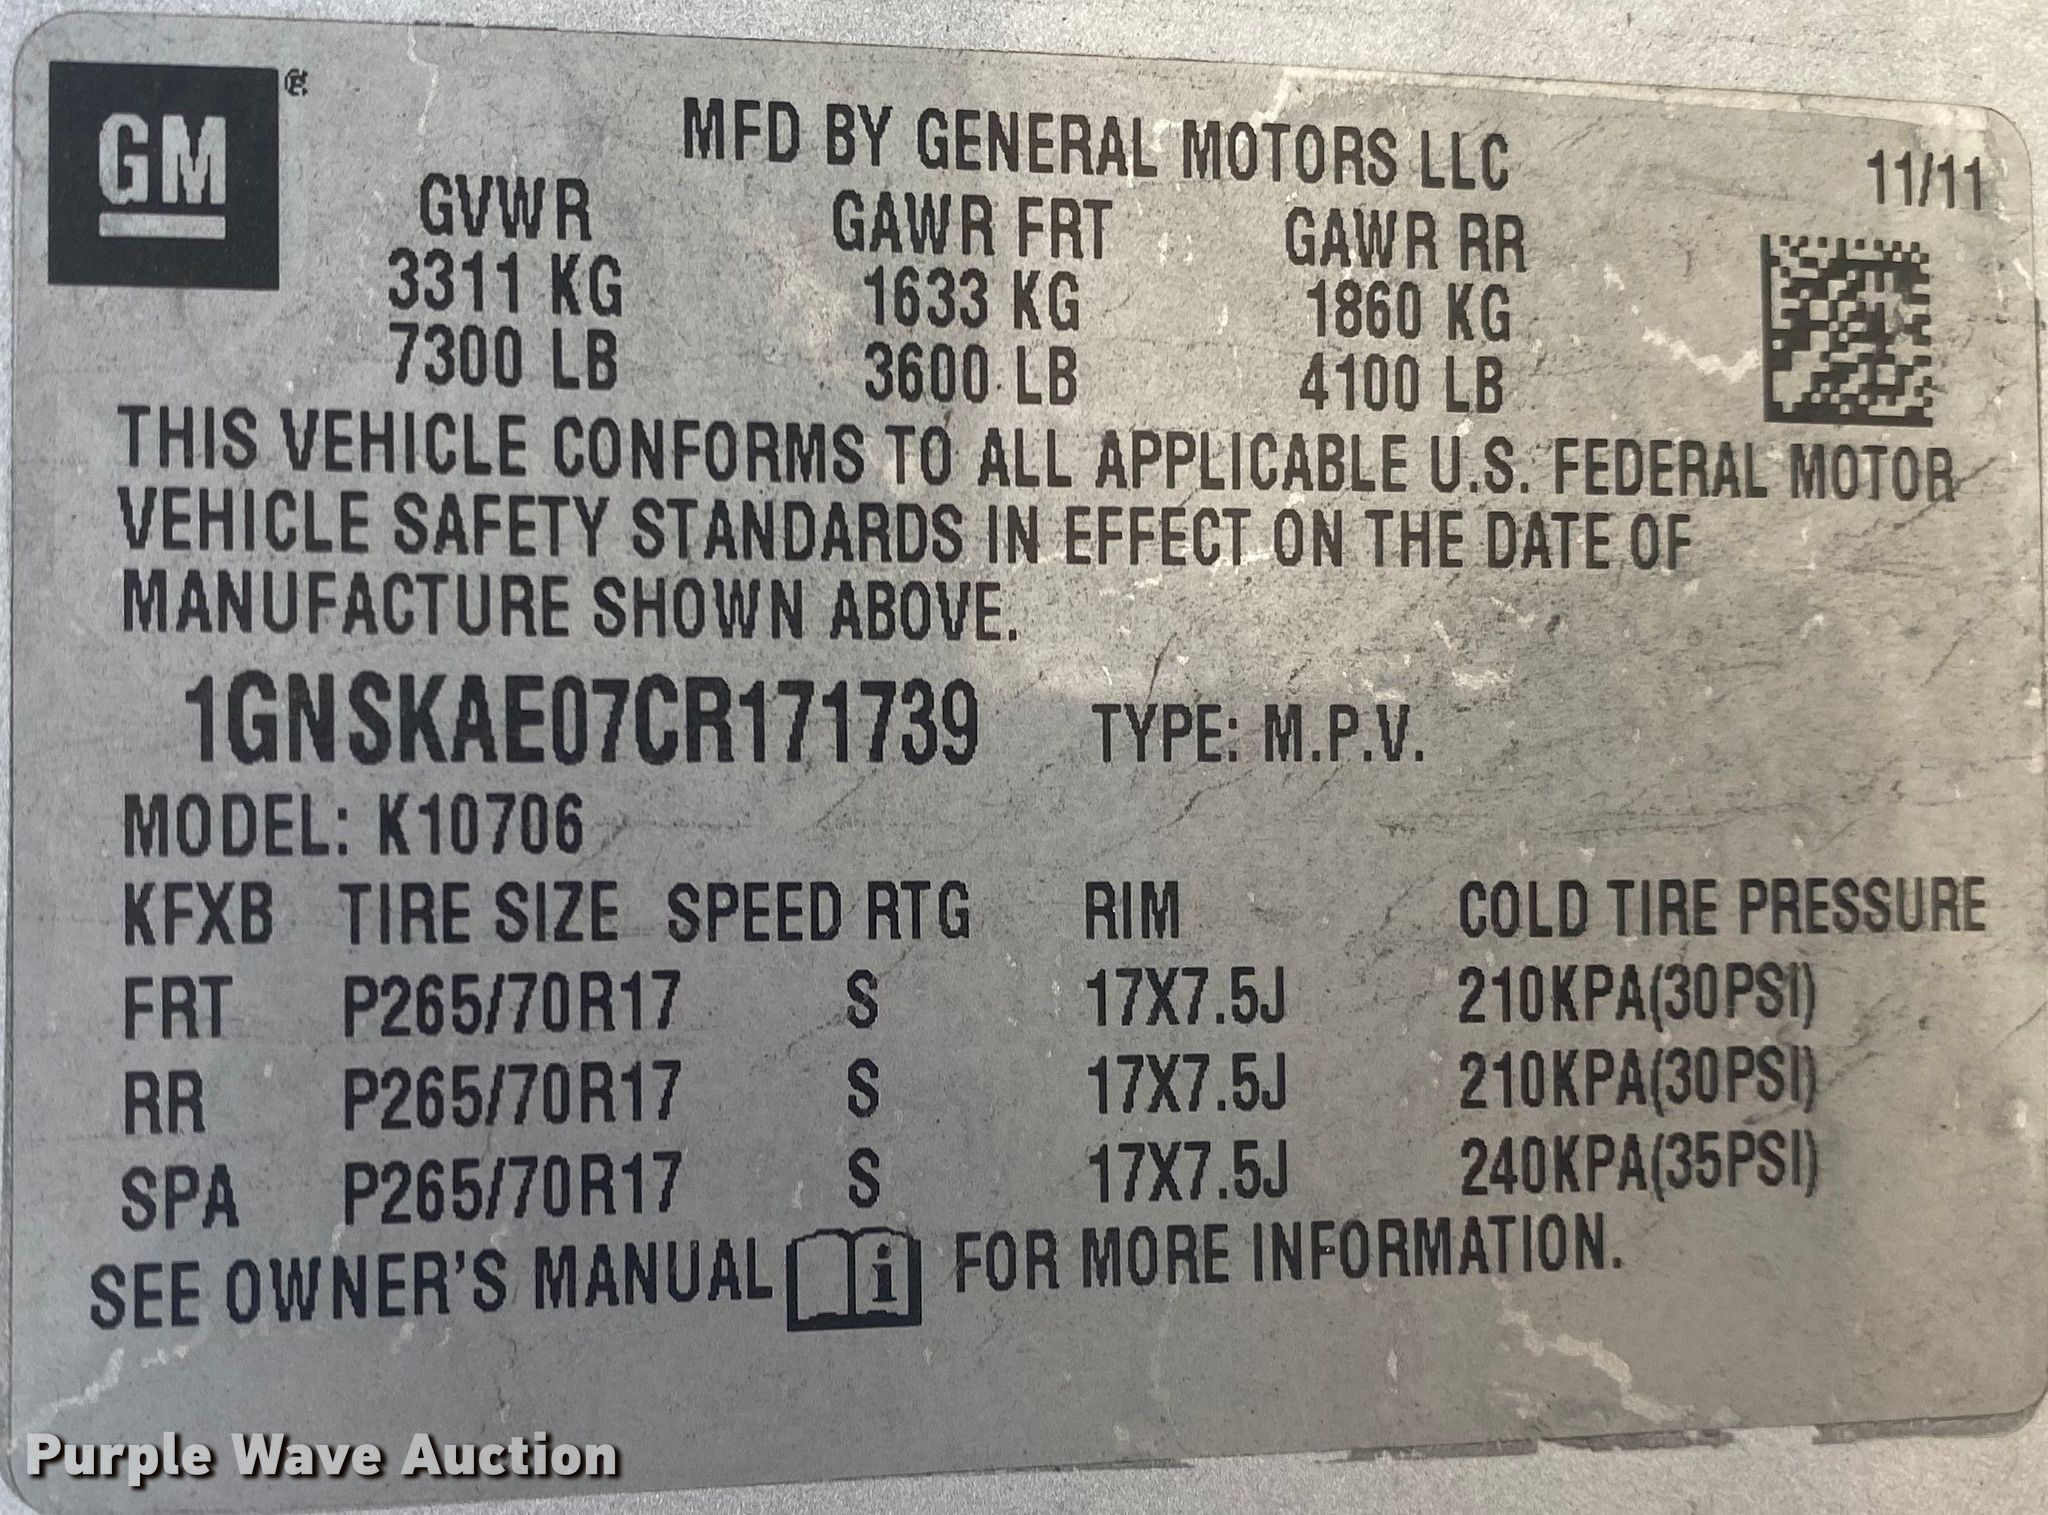 GM
MFD BY GENERAL MOTORS LLC
11/11
GVWR GAWR FRT GAWR RR
3311 KG 1633 KG 1860 KG
7300 LB 3600 LB 4100 LB
THIS VEHICLE CONFORMS TO ALL APPLICABLE U.S. FEDERAL MOTOR
VEHICLE SAFETY STANDARDS IN EFFECT ON THE DATE OF
MANUFACTURE SHOWN ABOVE.
1GNSKAE07CR171739 TYPE: M.P.V.
MODEL: K10706
KFXB TIRE SIZE SPEED RTG RIM COLD TIRE PRESSURE
FRT P265/70R17 S 17X7.5J 210KPA(30PSI)
RR P265/70R17 S 17X7.5J 210KPA(30PSI)
SPA P265/70R17 S 17X7.5J 240KPA(35PSI)
SEE OWNER'S MANUAL i FOR MORE INFORMATION.
Purple Wave Auction